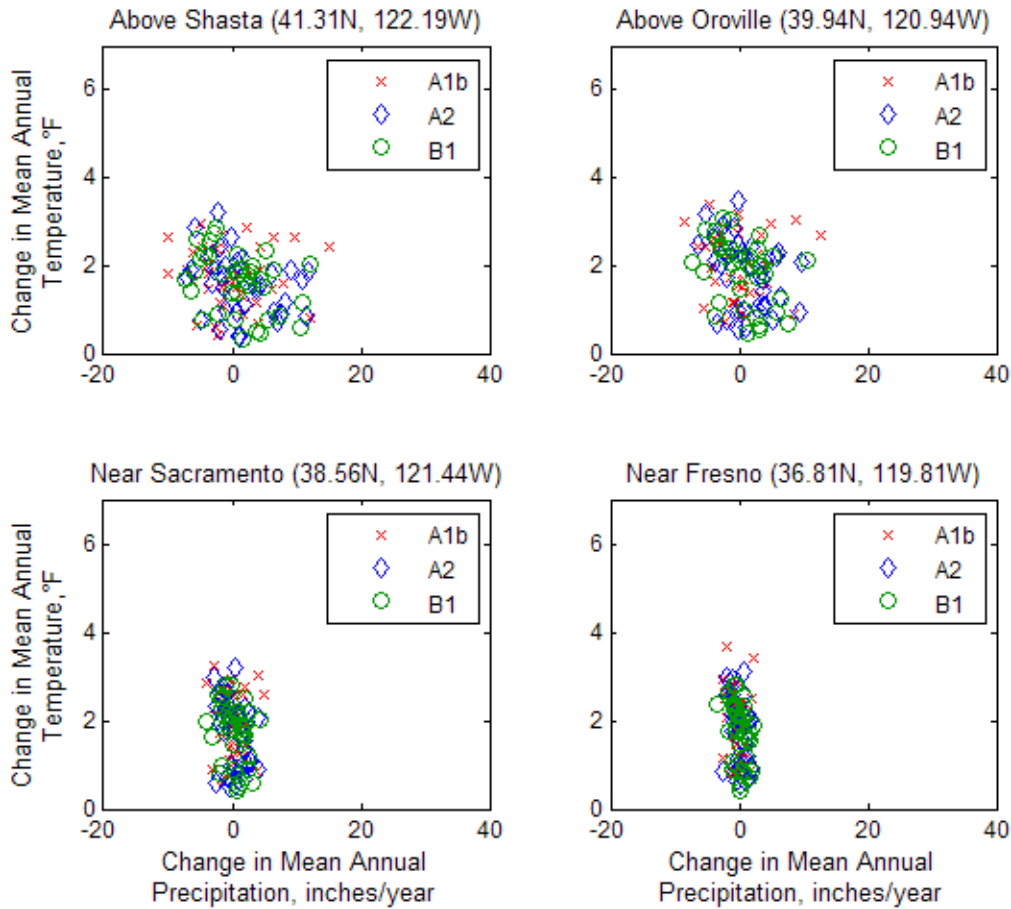 Above Shasta (41.31N, 122.19W)
Change in Mean Annual
Temperature,°F
6
4
2
0
-20
0
20
40
A1b
A2
B1
Above Oroville (39.94N, 120.94W)
6
4
2
0
-20
0
20
40
A1b
A2
B1
Near Sacramento (38.56N, 121.44W)
Change in Mean Annual
Temperature,°F
6
4
2
0
-20
0
20
40
A1b
A2
B1
Change in Mean Annual
Precipitation, inches/year
Near Fresno (36.81N, 119.81W)
6
4
2
0
-20
0
20
40
A1b
A2
B1
Change in Mean Annual
Precipitation, inches/year